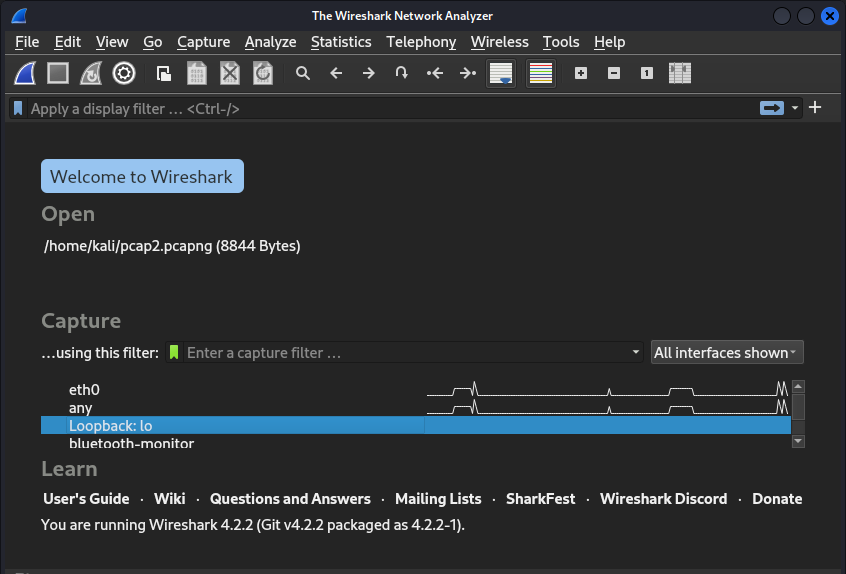 The Wireshark Network Analyzer
File Edit View Go Capture Analyze Statistics Telephony Wireless Tools Help
Apply a display filter … <Ctrl-/>
Welcome to Wireshark
Open
/home/kali/pcap2.pcapng (8844 Bytes)
Capture
…using this filter: Enter a capture filter … All interfaces shown
eth0
any
Loopback: lo
bluetooth-monitor
Learn
User's Guide · Wiki · Questions and Answers · Mailing Lists · SharkFest · Wireshark Discord · Donate
You are running Wireshark 4.2.2 (Git v4.2.2 packaged as 4.2.2-1).